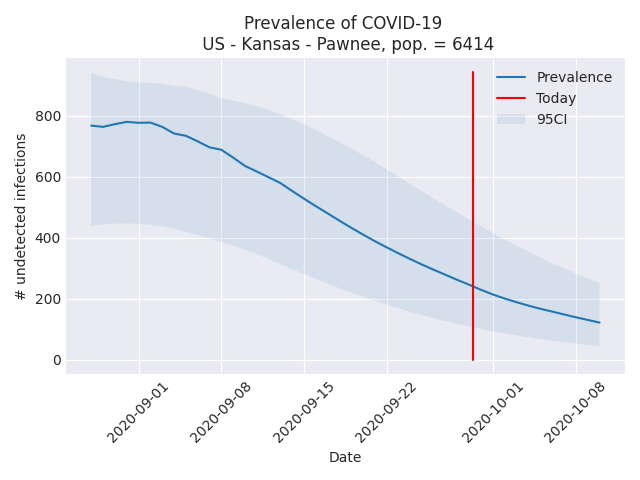 Prevalence of COVID-19
US - Kansas - Pawnee, pop. = 6414
Prevalence
Today
95CI
# undetected infections
800
600
400
200
0
2020-09-01
2020-09-08
2020-09-15
2020-09-22
2020-10-01
2020-10-08
Date